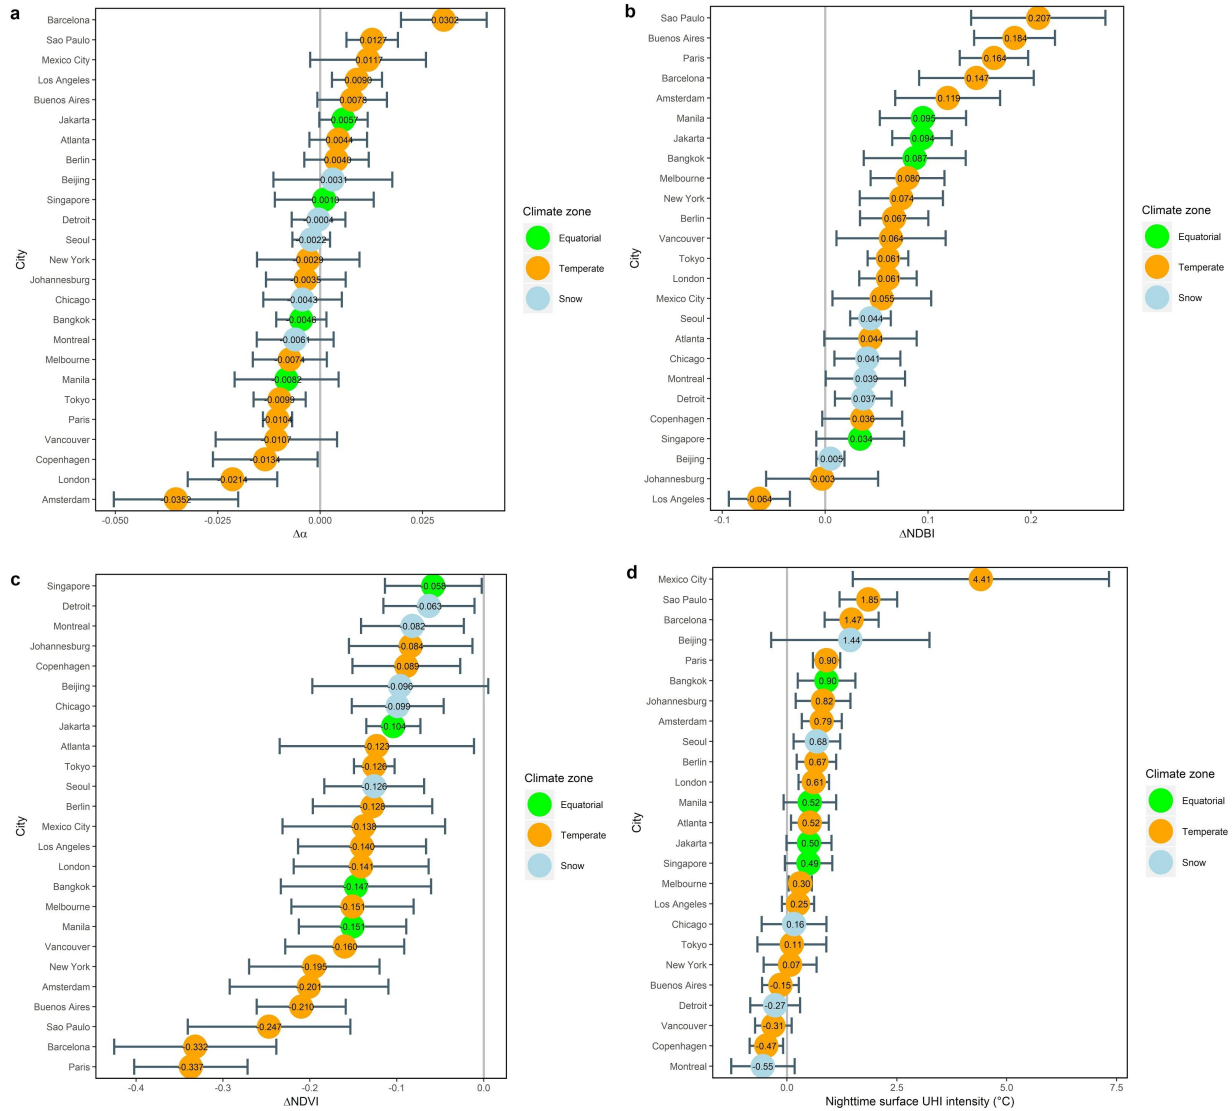 a
Barcelona 0.0302
Sao Paulo 0.0127
Mexico City 0.0117
Los Angeles 0.0090
Buenos Aires 0.0078
Jakarta 0.0057
Atlanta 0.0044
Berlin 0.0040
Beijing 0.0031
Singapore 0.0010
Detroit -0.0004
Seoul -0.0022
New York -0.0029
Johannesburg -0.0035
Chicago -0.0043
Bangkok -0.0046
Montreal -0.0061
Melbourne -0.0074
Manila -0.0082
Tokyo -0.0099
Paris -0.0104
Vancouver -0.0107
Copenhagen -0.0134
London -0.0214
Amsterdam -0.0352
City
-0.050 -0.025 0.000 0.025
Δα
Climate zone
Equatorial
Temperate
Snow
b
Sao Paulo 0.207
Buenos Aires 0.184
Paris 0.164
Barcelona 0.147
Amsterdam 0.119
Manila 0.095
Jakarta 0.094
Bangkok 0.087
Melbourne 0.080
New York 0.074
Berlin 0.067
Vancouver 0.064
Tokyo 0.061
London 0.061
Mexico City 0.055
Seoul 0.044
Atlanta 0.044
Chicago 0.041
Montreal 0.039
Detroit 0.037
Copenhagen 0.036
Singapore 0.034
Beijing 0.005
Johannesburg -0.003
Los Angeles -0.064
City
-0.1 0.0 0.1 0.2
ΔNDBI
Climate zone
Equatorial
Temperate
Snow
c
Singapore -0.058
Detroit -0.063
Montreal -0.082
Johannesburg -0.084
Copenhagen -0.089
Beijing -0.096
Chicago -0.099
Jakarta -0.104
Atlanta -0.123
Tokyo -0.126
Seoul -0.126
Berlin -0.128
Mexico City -0.138
Los Angeles -0.140
London -0.141
Bangkok -0.147
Melbourne -0.151
Manila -0.151
Vancouver -0.160
New York -0.195
Amsterdam -0.201
Buenos Aires -0.210
Sao Paulo -0.247
Barcelona -0.332
Paris -0.337
City
-0.4 -0.3 -0.2 -0.1 0.0
ΔNDVI
Climate zone
Equatorial
Temperate
Snow
d
Mexico City 4.41
Sao Paulo 1.85
Barcelona 1.47
Beijing 1.44
Paris 0.90
Bangkok 0.90
Johannesburg 0.82
Amsterdam 0.79
Seoul 0.68
Berlin 0.67
London 0.61
Manila 0.52
Atlanta 0.52
Jakarta 0.50
Singapore 0.49
Melbourne 0.30
Los Angeles 0.25
Chicago 0.16
Tokyo 0.11
New York 0.07
Buenos Aires -0.15
Detroit -0.27
Vancouver -0.31
Copenhagen -0.47
Montreal -0.55
City
0.0 2.5 5.0 7.5
Nighttime surface UHI intensity (°C)
Climate zone
Equatorial
Temperate
Snow